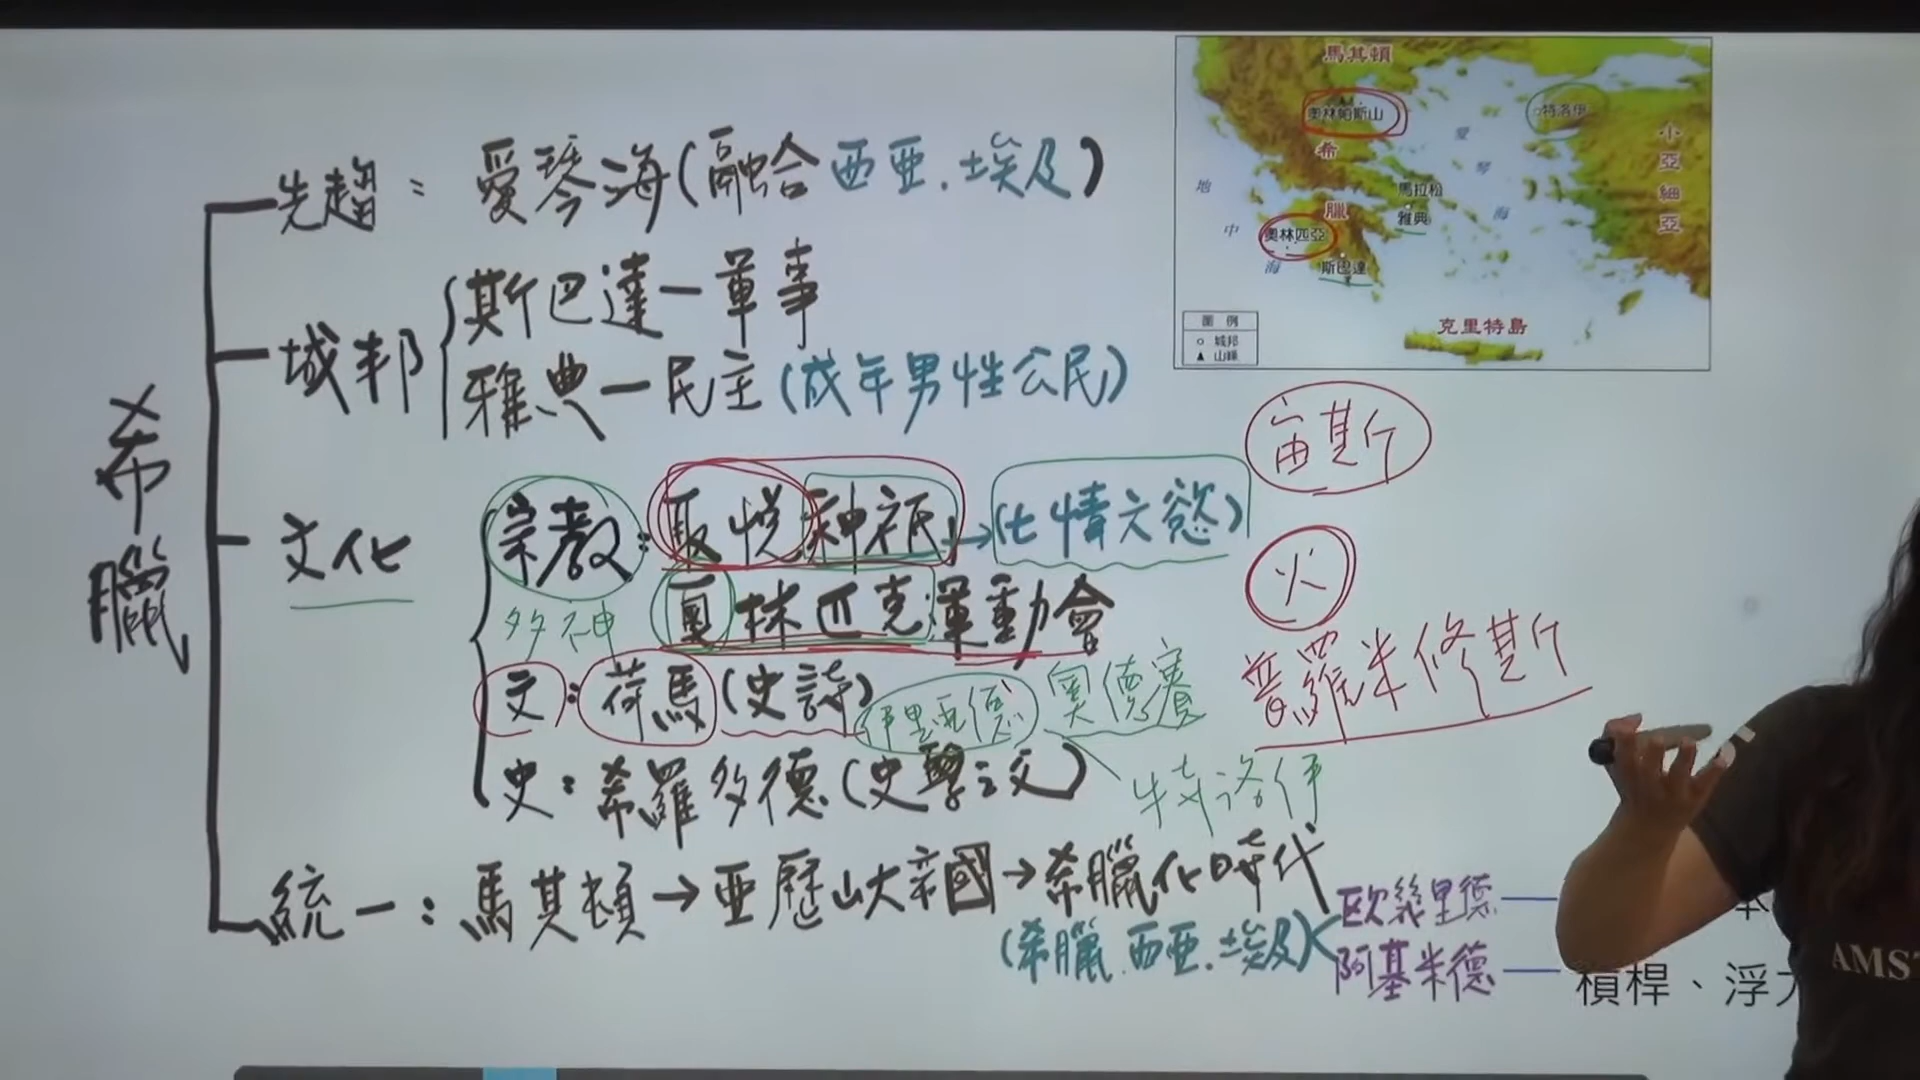 希臘
先趨：愛琴海(融合西亞.埃及)
城邦
斯巴達一軍事
雅典一民主(成年男性公民)
文化
宗教：取悅神祇→(七情六慾)
多神
奧林匹克運動會
文：荷馬(史詩)
伊里亞德 奧德賽
史：希羅多德(史學之父)
特洛伊
統一：馬其頓→亞歷山大帝國→希臘化時代
(希臘.西亞.埃及)
歐幾里德
阿基米德
槓桿、浮
宙斯
火
普羅米修斯
馬其頓
奧林帕斯山
特洛伊
希臘
愛琴海
小亞細亞
地中海
馬拉松
雅典
奧林匹亞
斯巴達
克里特島
圖例
城邦
山峰
AMS